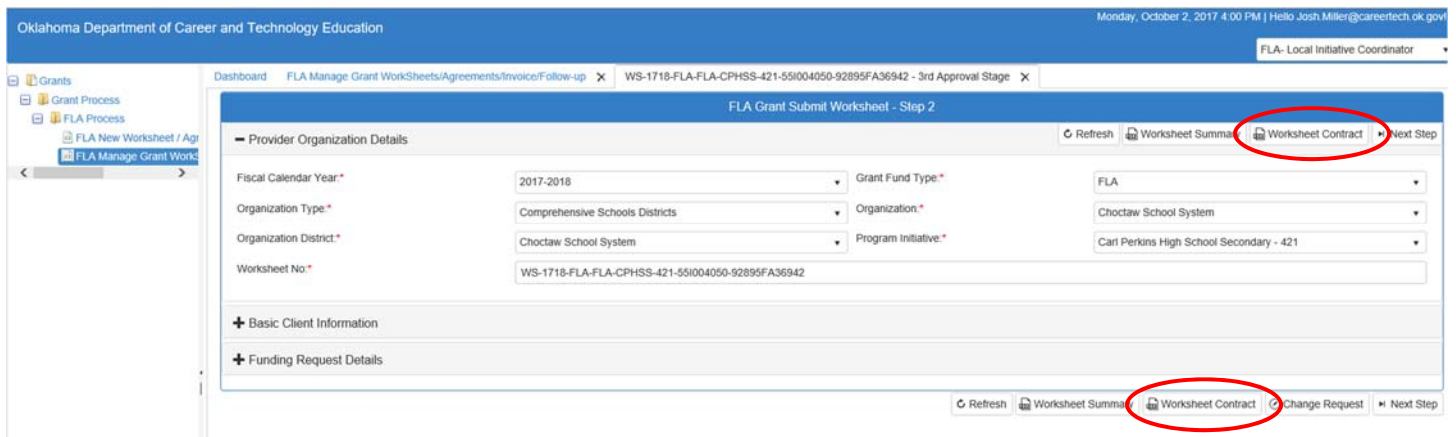 Monday, October 2, 2017 4:00 PM | Hello Josh.Miller@careertech.ok.gov!
Oklahoma Department of Career and Technology Education
FLA- Local Initiative Coordinator
Grants
Grant Process
FLA Process
FLA New Worksheet / Agr
FLA Manage Grant WorkS
Dashboard FLA Manage Grant WorkSheets/Agreements/Invoice/Follow-up X WS-1718-FLA-FLA-CPHSS-421-55I004050-92895FA36942 - 3rd Approval Stage X
FLA Grant Submit Worksheet - Step 2
Provider Organization Details
Refresh Worksheet Summary Worksheet Contract Next Step
Fiscal Calendar Year:* 2017-2018 Grant Fund Type:* FLA
Organization Type:* Comprehensive Schools Districts Organization:* Choctaw School System
Organization District:* Choctaw School System Program Initiative:* Carl Perkins High School Secondary - 421
Worksheet No:* WS-1718-FLA-FLA-CPHSS-421-55I004050-92895FA36942
Basic Client Information
Funding Request Details
Refresh Worksheet Summary Worksheet Contract Change Request Next Step